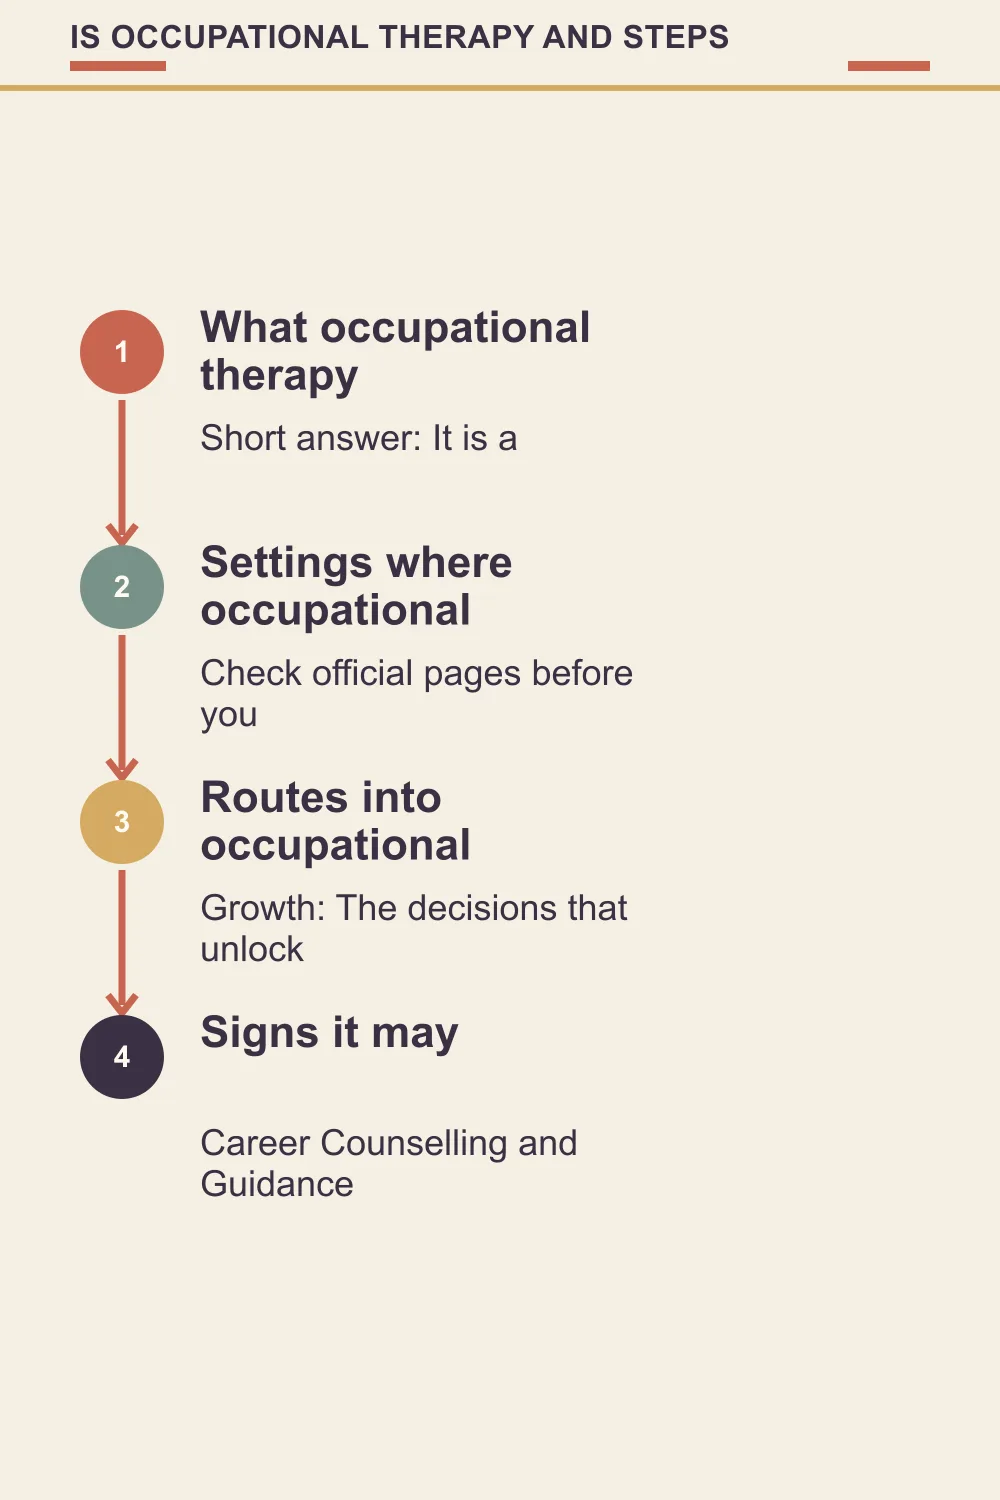 IS OCCUPATIONAL THERAPY AND STEPS
1
What occupational
therapy
Short answer: It is a
2
Settings where
occupational
Check official pages before
you
3
Routes into
occupational
Growth: The decisions that
unlock
4
Signs it may
Career Counselling and
Guidance